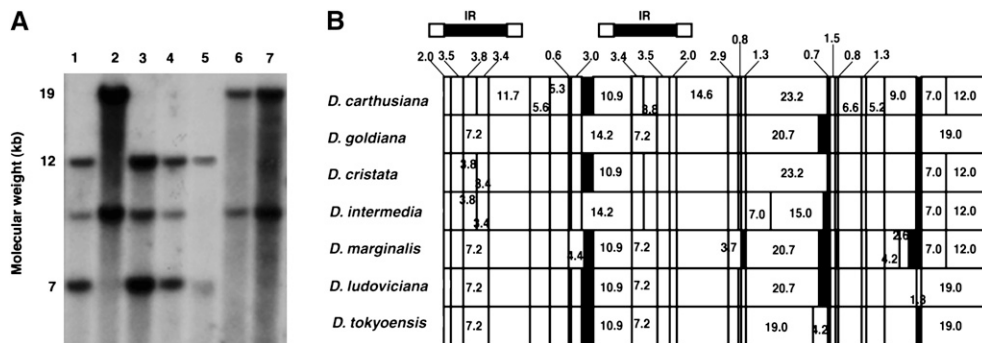 A
1 2 3 4 5 6 7
Molecular weight (kb)
19
12
7
B
IR IR
2.0 3.5 3.8 3.4 0.6 3.0 3.4 3.5 2.0 2.9 0.8 1.3 0.7 1.5 0.8 1.3
D. carthusiana 11.7 5.6 5.3 10.9 3.8 14.6 23.2 6.6 5.2 9.0 7.0 12.0
D. goldiana 7.2 14.2 7.2 20.7 19.0
D. cristata 3.8 3.4 10.9 23.2 7.0 12.0
D. intermedia 3.8 3.4 14.2 7.0 15.0 7.0 12.0
D. marginalis 7.2 4.4 10.9 7.2 3.7 20.7 4.2 2.6 7.0 12.0
D. ludoviciana 7.2 10.9 7.2 20.7 1.8 19.0
D. tokyoensis 7.2 10.9 7.2 19.0 4.2 19.0